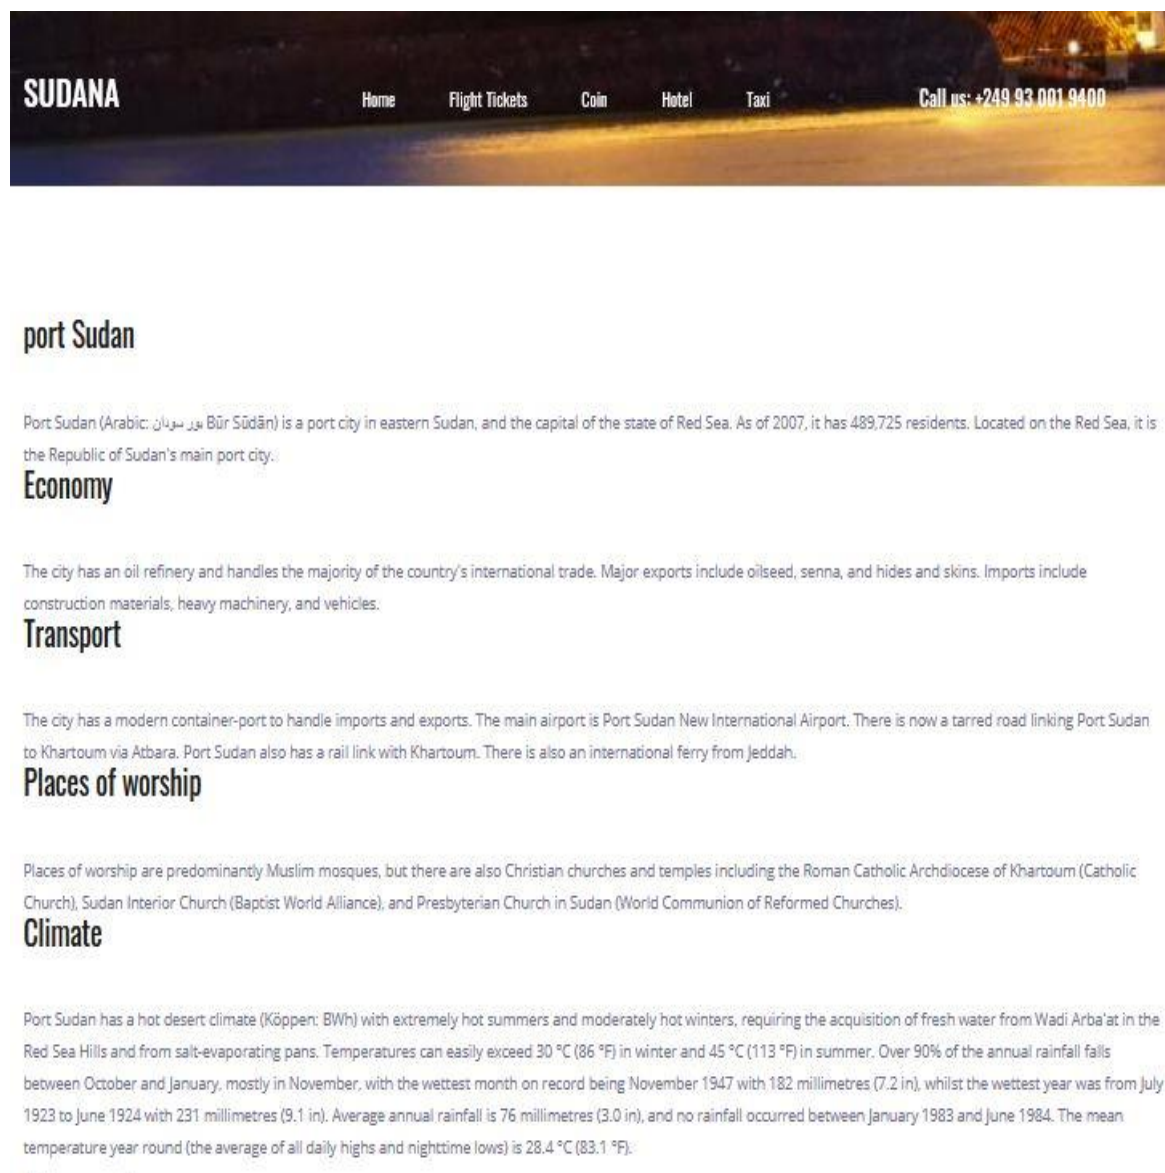 SUDANA
Home Flight Tickets Coin Hotel Taxi Call us: +249 93 001 9400
port Sudan
Port Sudan (Arabic: بور سودان Būr Sūdān) is a port city in eastern Sudan, and the capital of the state of Red Sea. As of 2007, it has 489,725 residents. Located on the Red Sea, it is
the Republic of Sudan's main port city.
Economy
The city has an oil refinery and handles the majority of the country's international trade. Major exports include oilseed, senna, and hides and skins. Imports include
construction materials, heavy machinery, and vehicles.
Transport
The city has a modern container-port to handle imports and exports. The main airport is Port Sudan New International Airport. There is now a tarred road linking Port Sudan
to Khartoum via Atbara. Port Sudan also has a rail link with Khartoum. There is also an international ferry from Jeddah.
Places of worship
Places of worship are predominantly Muslim mosques, but there are also Christian churches and temples including the Roman Catholic Archdiocese of Khartoum (Catholic
Church), Sudan Interior Church (Baptist World Alliance), and Presbyterian Church in Sudan (World Communion of Reformed Churches).
Climate
Port Sudan has a hot desert climate (Köppen: BWh) with extremely hot summers and moderately hot winters, requiring the acquisition of fresh water from Wadi Arba'at in the
Red Sea Hills and from salt-evaporating pans. Temperatures can easily exceed 30 °C (86 °F) in winter and 45 °C (113 °F) in summer. Over 90% of the annual rainfall falls
between October and January, mostly in November, with the wettest month on record being November 1947 with 182 millimetres (7.2 in), whilst the wettest year was from July
1923 to June 1924 with 231 millimetres (9.1 in). Average annual rainfall is 76 millimetres (3.0 in), and no rainfall occurred between January 1983 and June 1984. The mean
temperature year round (the average of all daily highs and nighttime lows) is 28.4 °C (83.1 °F).